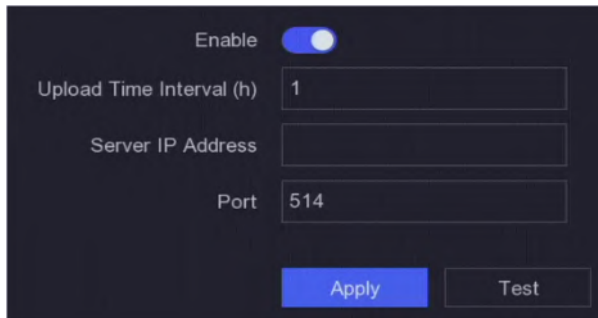 Enable
Upload Time Interval (h) 1
Server IP Address
Port 514
Apply Test